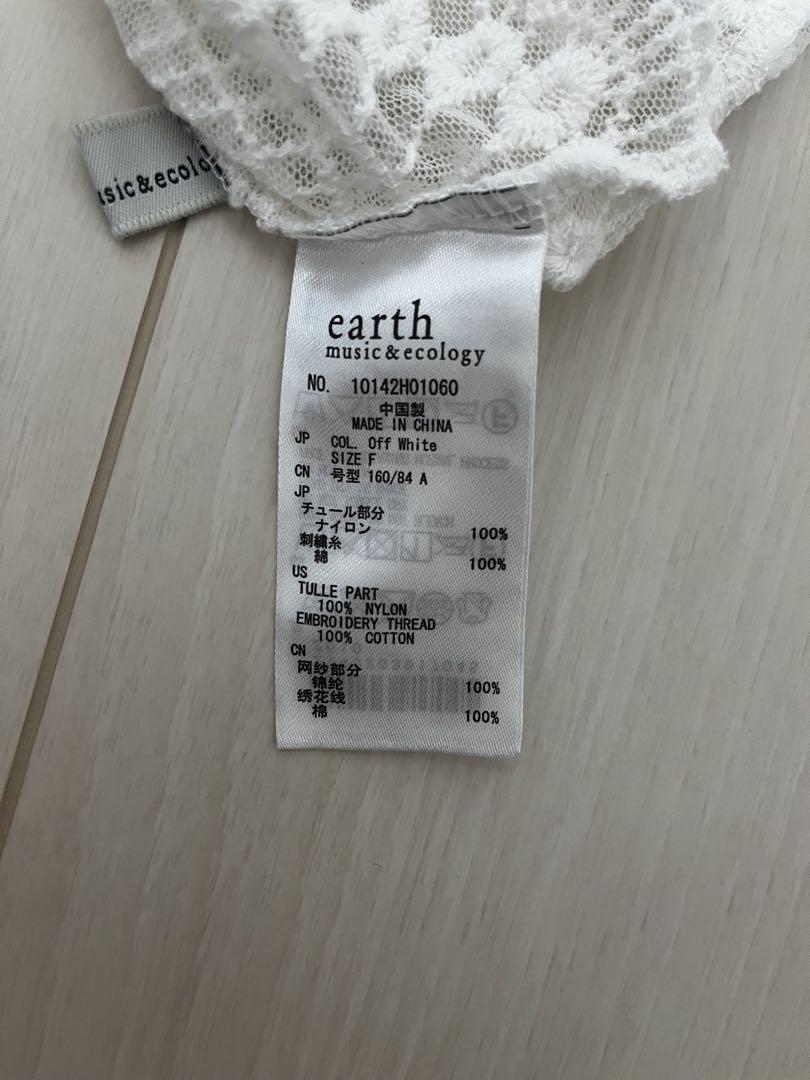 usic&ecolo
earth
music&ecology
NO. 10142H01060
中国製
MADE IN CHINA
JP COL. Off White
SIZE F
CN 号型 160/84 A
JP
チュール部分
ナイロン 100%
刺繍糸
綿 100%
US
TULLE PART
100% NYLON
EMBROIDERY THREAD
100% COTTON
CN
网纱部分
锦纶 100%
绣花线
棉 100%